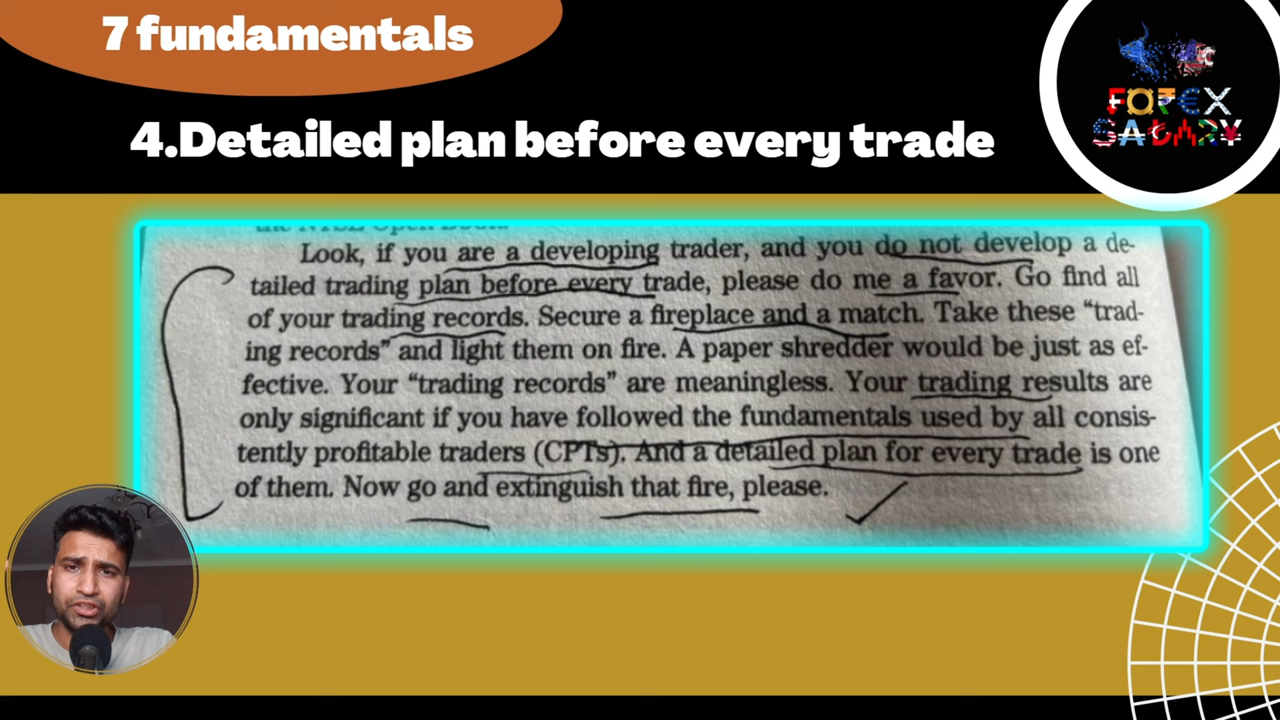 7 fundamentals
FOREX
SALARY
4.Detailed plan before every trade
Look, if you are a developing trader, and you do not develop a de-
tailed trading plan before every trade, please do me a favor. Go find all
of your trading records. Secure a fireplace and a match. Take these “trad-
ing records” and light them on fire. A paper shredder would be just as ef-
fective. Your “trading records” are meaningless. Your trading results are
only significant if you have followed the fundamentals used by all consis-
tently profitable traders (CPTs). And a detailed plan for every trade is one
of them. Now go and extinguish that fire, please.